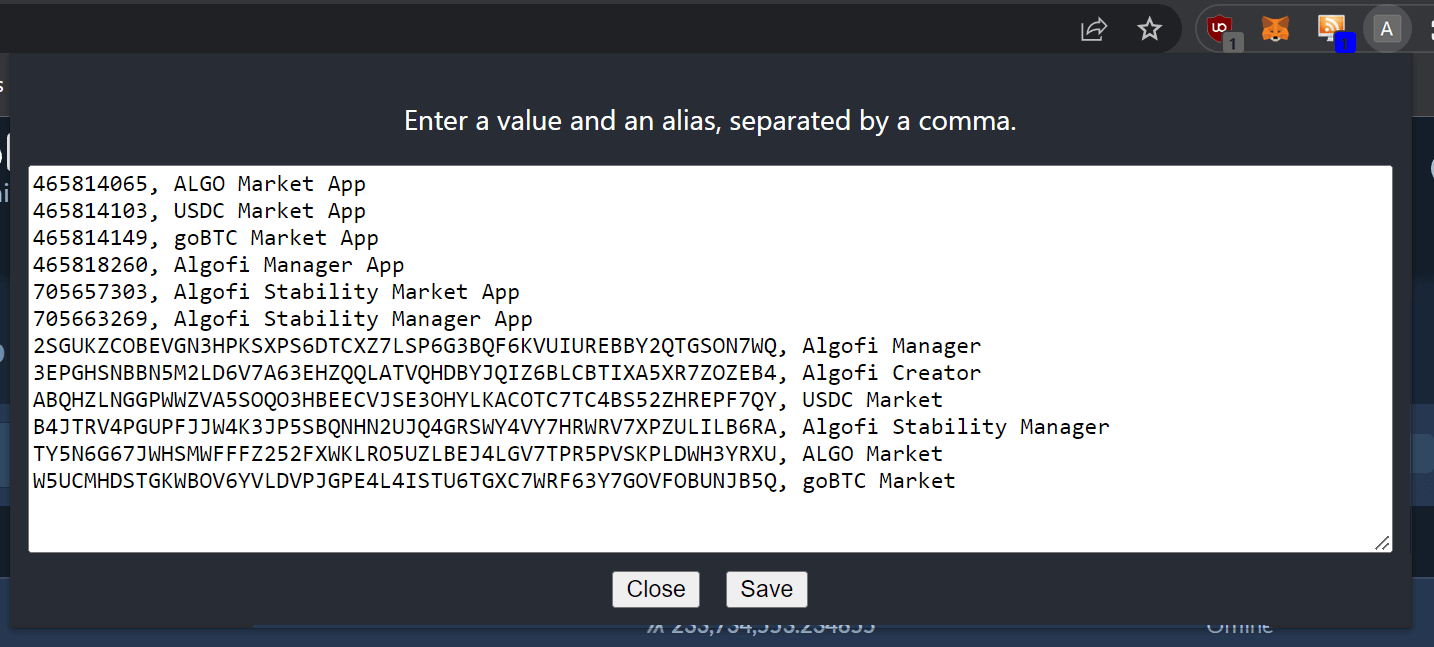 1
1
A
Enter a value and an alias, separated by a comma.
465814065, ALGO Market App
465814103, USDC Market App
465814149, goBTC Market App
465818260, Algofi Manager App
705657303, Algofi Stability Market App
705663269, Algofi Stability Manager App
2SGUKZCOBEVGN3HPKSXPS6DTCXZ7LSP6G3BQF6KVUIUREBBY2QTGSON7WQ, Algofi Manager
3EPGHSNBBN5M2LD6V7A63EHZQQLATVQHDBYJQIZ6BLCBTIXA5XR7ZOZEB4, Algofi Creator
ABQHZLNGGPWWZVA5SOQO3HBEECVJSE3OHYLKACOTC7TC4BS52ZHREPF7QY, USDC Market
B4JTRV4PGUPFJJW4K3JP5SBQNHN2UJQ4GRSWY4VY7HRWRV7XPZULILB6RA, Algofi Stability Manager
TY5N6G67JWHSMWFFFZ252FXWKLRO5UZLBEJ4LGV7TPR5PVSKPLDWH3YRXU, ALGO Market
W5UCMHDSTGKWBOV6YVLDVPJGPE4L4ISTU6TGXC7WRF63Y7GOVFOBUNJB5Q, goBTC Market
Close Save
Offline